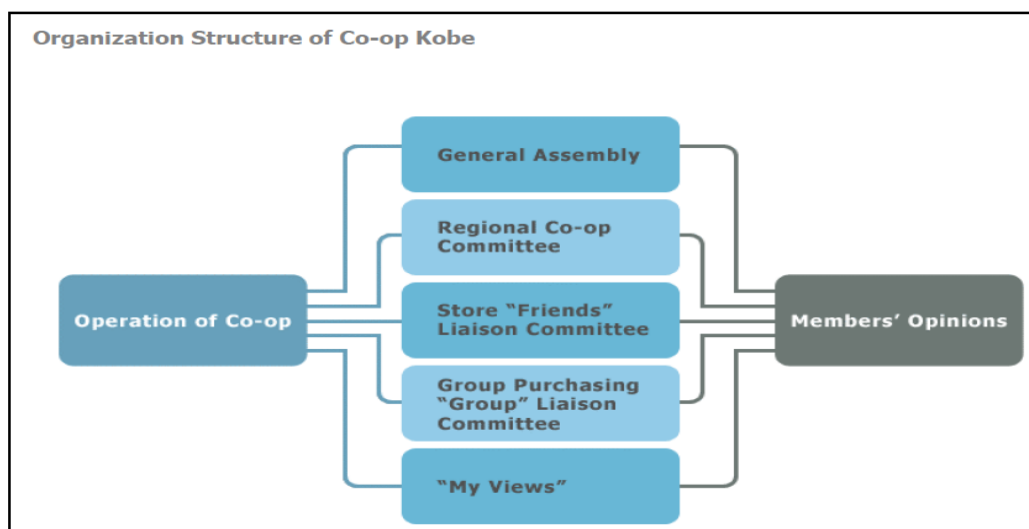 Organization Structure of Co-op Kobe
General Assembly
Regional Co-op
Committee
Operation of Co-op
Store “Friends”
Liaison Committee
Members’ Opinions
Group Purchasing
“Group” Liaison
Committee
“My Views”